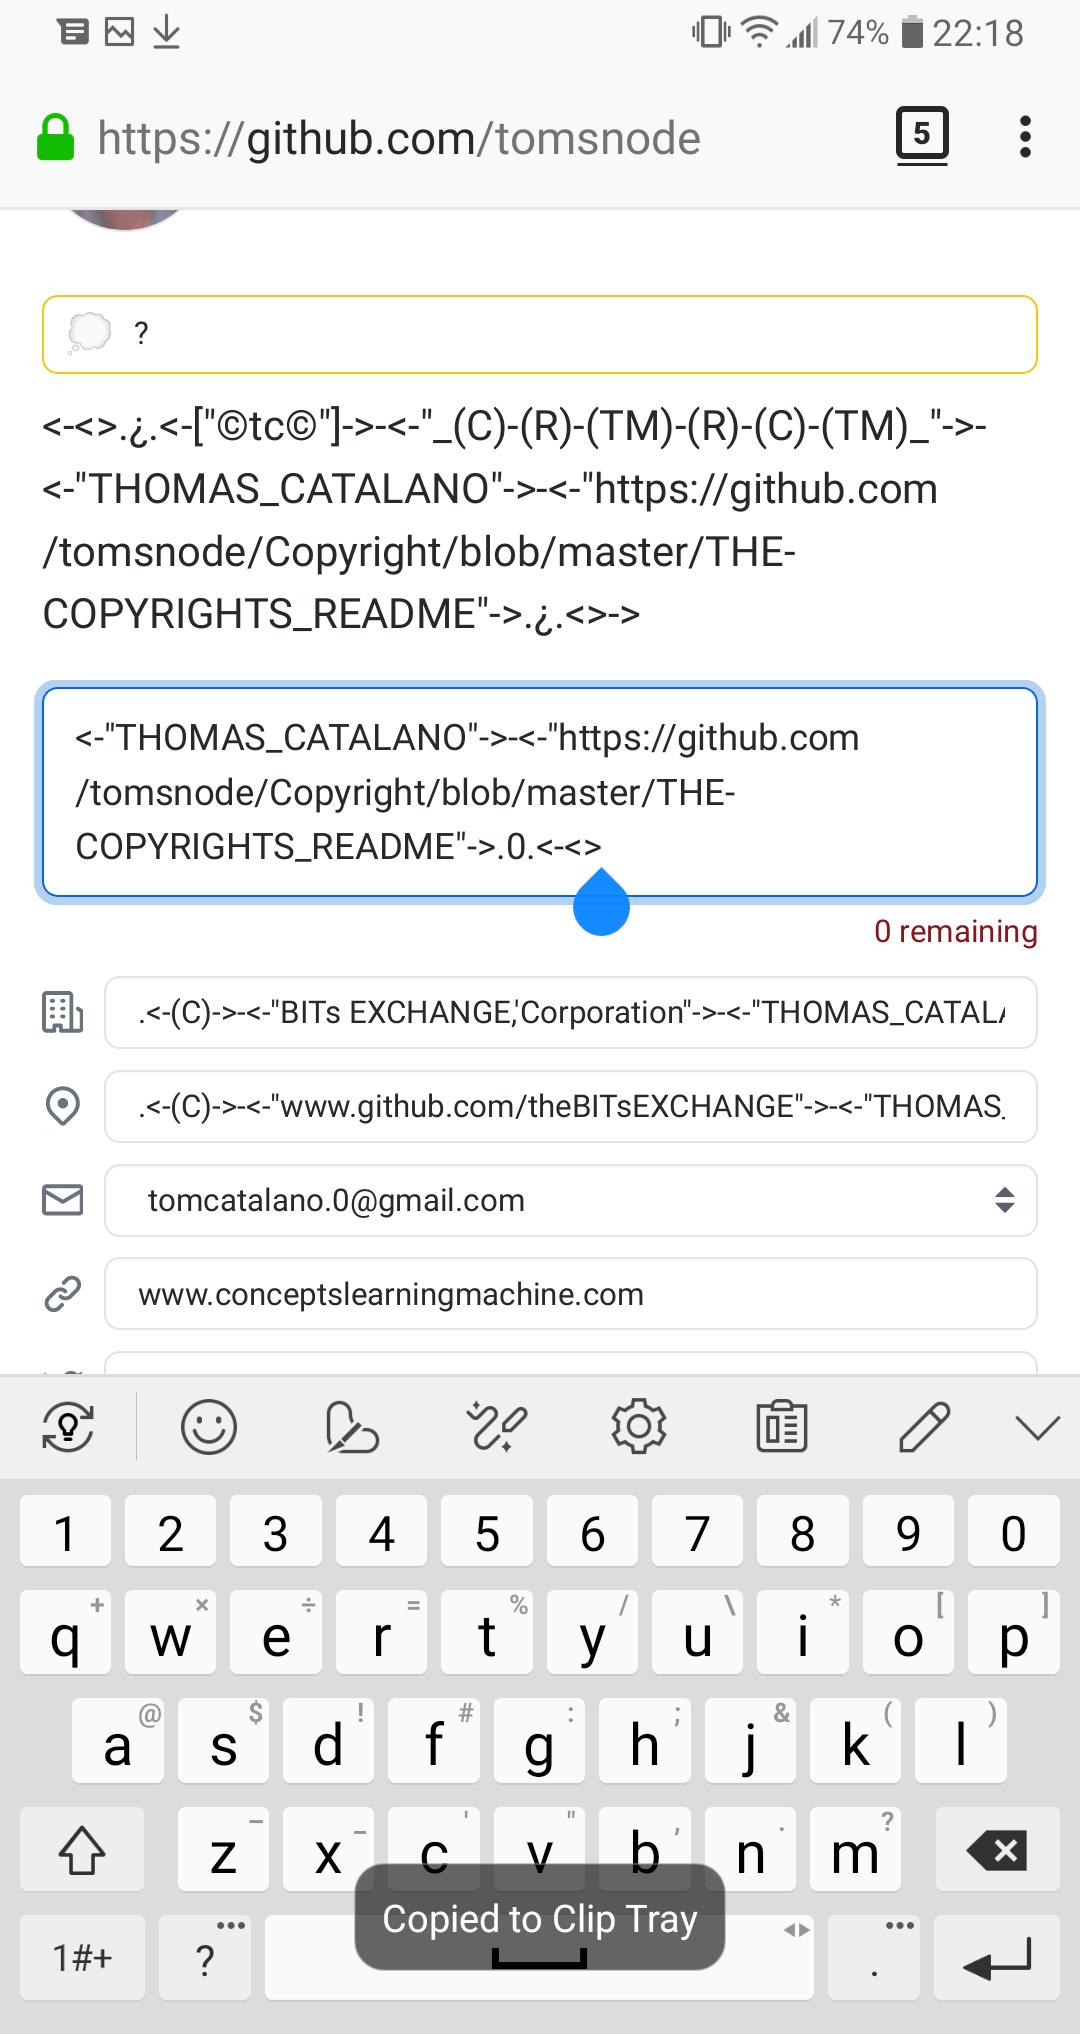 74% 22:18
https://github.com/tomsnode 5
?
<-<>.¿.<-["©tc©"]->-<-"_(C)-(R)-(TM)-(R)-(C)-(TM)_"->-
<-"THOMAS_CATALANO"->-<-"https://github.com
/tomsnode/Copyright/blob/master/THE-
COPYRIGHTS_README"->.¿.<>->
<-"THOMAS_CATALANO"->-<-"https://github.com
/tomsnode/Copyright/blob/master/THE-
COPYRIGHTS_README"->.0.<-<>
0 remaining
.<-(C)->-<-"BITs EXCHANGE,'Corporation"->-<-"THOMAS_CATALA
.<-(C)->-<-"www.github.com/theBITsEXCHANGE"->-<-"THOMAS_
tomcatalano.0@gmail.com
www.conceptslearningmachine.com
1 2 3 4 5 6 7 8 9 0
+ × ÷ = % / \ * [ ]
q w e r t y u i o p
@ $ ! # : ; & ( )
a s d f g h j k l
– _ ' " , . ?
z x c v b n m
Copied to Clip Tray
1#+ ? .